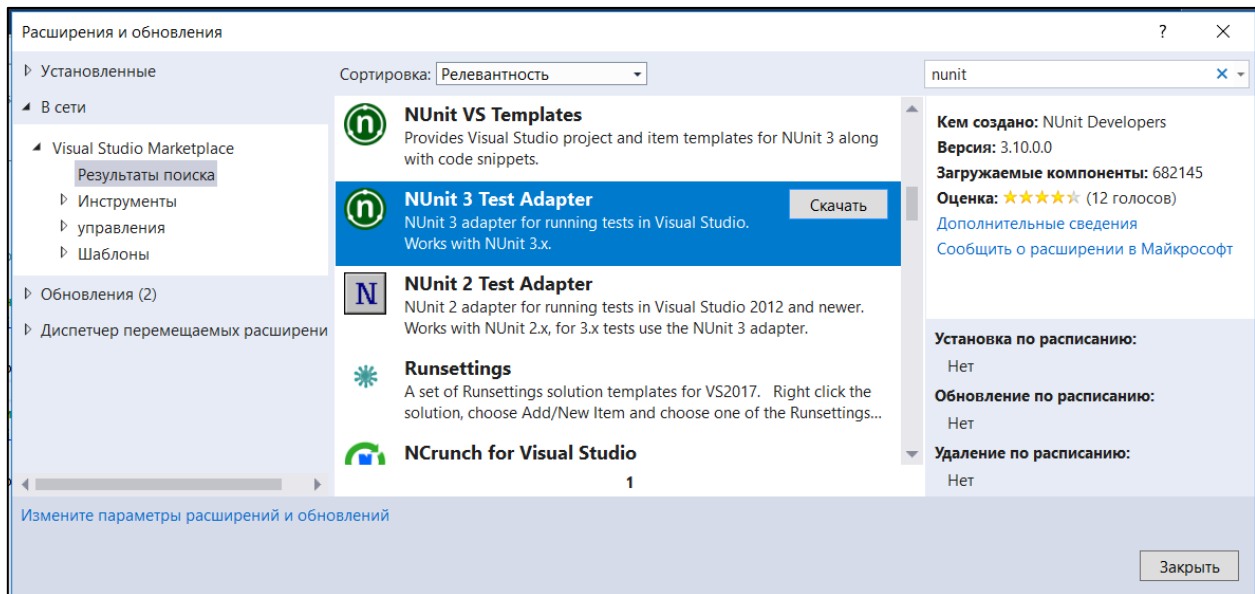 Расширения и обновления
?
Установленные
В сети
Visual Studio Marketplace
Результаты поиска
Инструменты
управления
Шаблоны
Обновления (2)
Диспетчер перемещаемых расширени
Сортировка: Релевантность
NUnit VS Templates
Provides Visual Studio project and item templates for NUnit 3 along
with code snippets.
NUnit 3 Test Adapter
Скачать
NUnit 3 adapter for running tests in Visual Studio.
Works with NUnit 3.x.
N
NUnit 2 Test Adapter
NUnit 2 adapter for running tests in Visual Studio 2012 and newer.
Works with NUnit 2.x, for 3.x tests use the NUnit 3 adapter.
Runsettings
A set of Runsettings solution templates for VS2017. Right click the
solution, choose Add/New Item and choose one of the Runsettings...
NCrunch for Visual Studio
1
nunit
Кем создано: NUnit Developers
Версия: 3.10.0.0
Загружаемые компоненты: 682145
Оценка: (12 голосов)
Дополнительные сведения
Сообщить о расширении в Майкрософт
Установка по расписанию:
Нет
Обновление по расписанию:
Нет
Удаление по расписанию:
Нет
Измените параметры расширений и обновлений
Закрыть